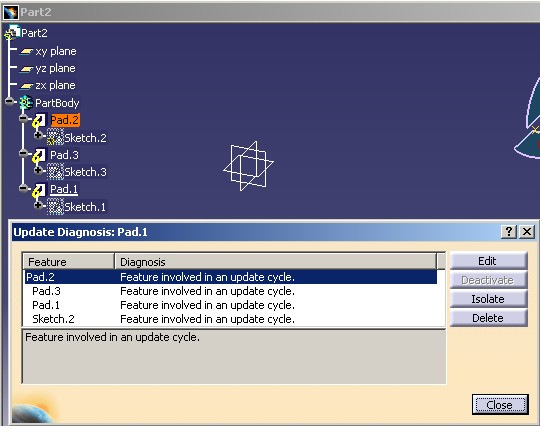 Part2
Part2
xy plane
yz plane
zx plane
PartBody
Pad.2
Sketch.2
Pad.3
Sketch.3
Pad.1
Sketch.1
Update Diagnosis: Pad.1
Feature Diagnosis Edit
Pad.2 Feature involved in an update cycle. Deactivate
Pad.3 Feature involved in an update cycle. Isolate
Pad.1 Feature involved in an update cycle.
Sketch.2 Feature involved in an update cycle. Delete
Feature involved in an update cycle.
Close